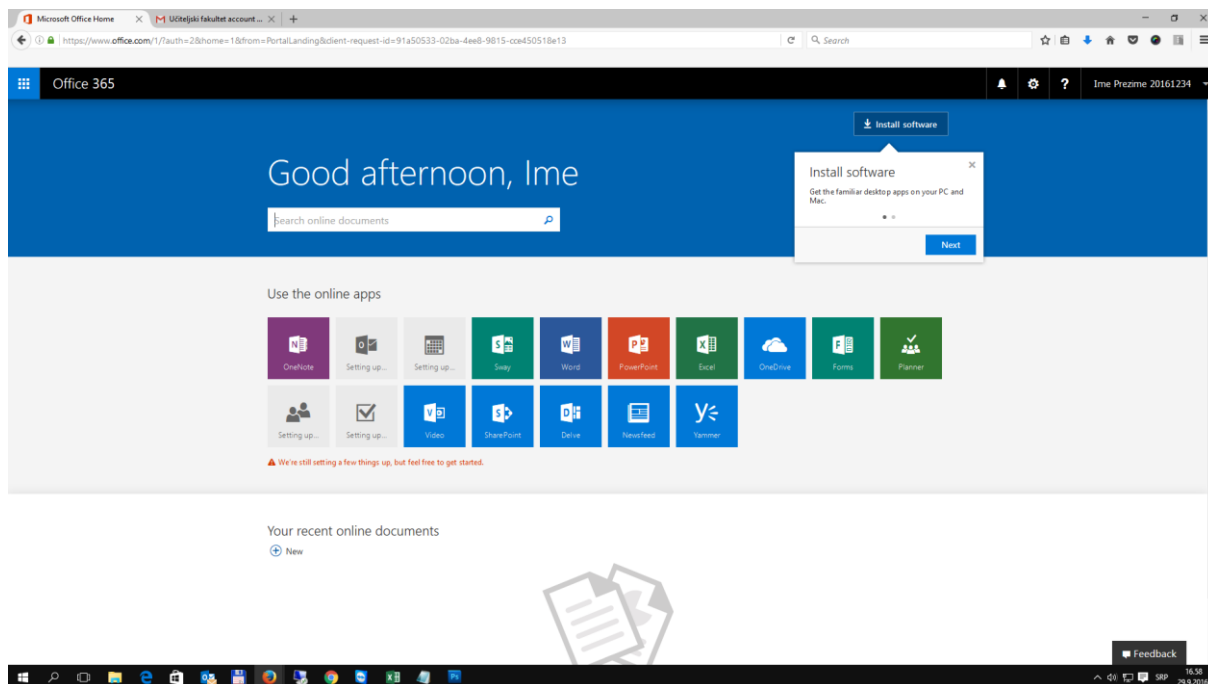 Microsoft Office Home
Učiteljski fakultet account ...
https://www.office.com/1/?auth=2&home=1&from=PortalLanding&client-request-id=91a50533-02ba-4ee8-9815-cce450518e13
Search
Office 365
?
Ime Prezime 20161234
Install software
Good afternoon, Ime
Search online documents
Install software
Get the familiar desktop apps on your PC and
Mac.
Next
Use the online apps
OneNote
Setting up...
Setting up...
Sway
Word
PowerPoint
Excel
OneDrive
Forms
Planner
Setting up...
Setting up...
Video
SharePoint
Delve
Newsfeed
Yammer
We're still setting a few things up, but feel free to get started.
Your recent online documents
New
Feedback
SRP
16.58
29.9.2016